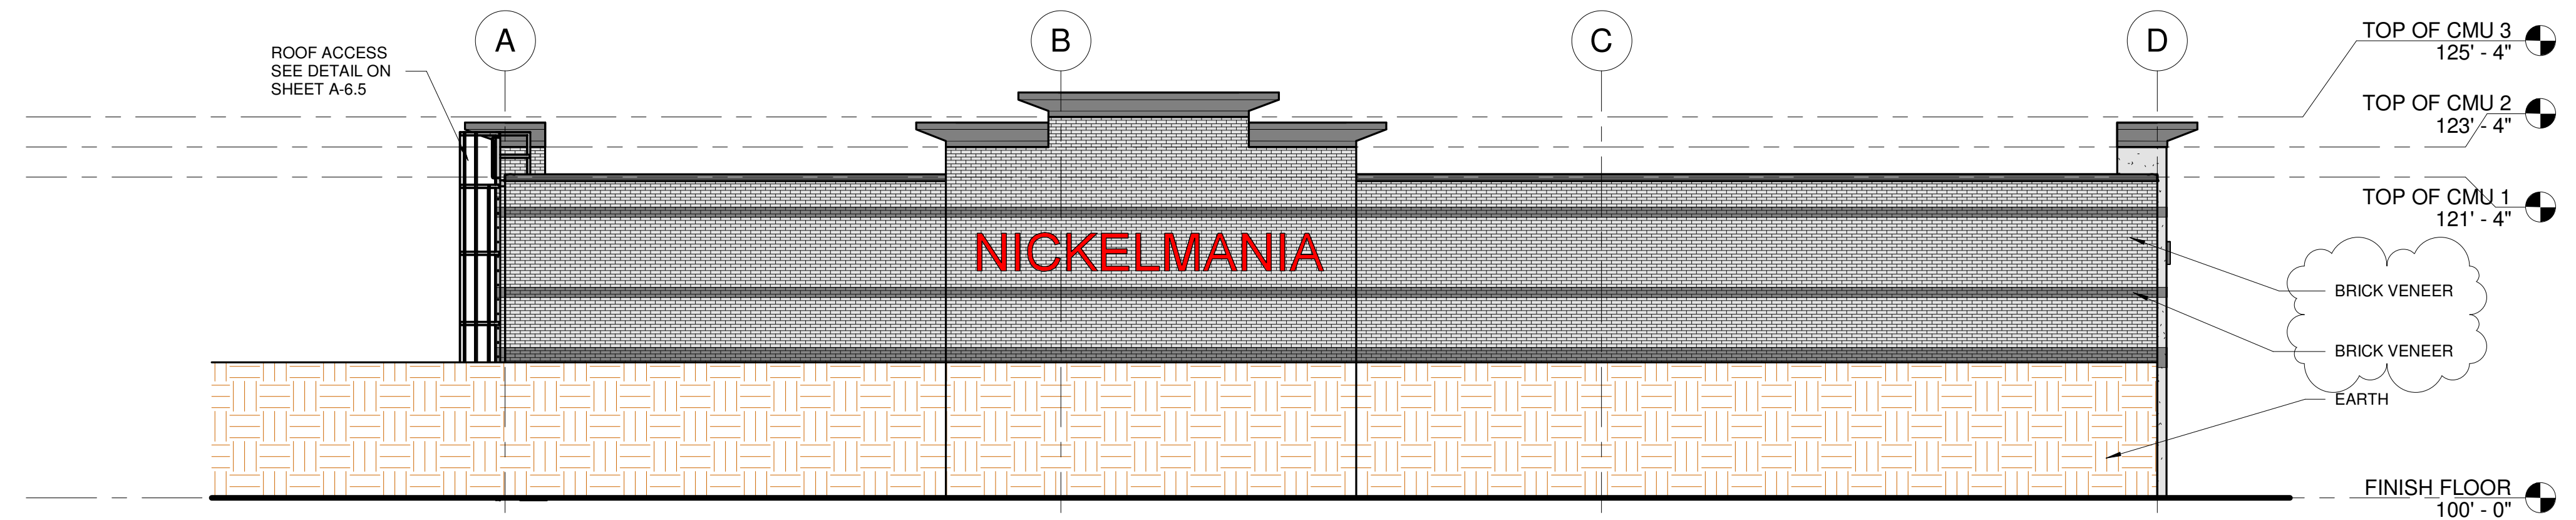 A
B
C
D
ROOF ACCESS
SEE DETAIL ON
SHEET A-6.5
TOP OF CMU 3
125' - 4"
TOP OF CMU 2
123' - 4"
TOP OF CMU 1
121' - 4"
NICKELMANIA
BRICK VENEER
BRICK VENEER
EARTH
FINISH FLOOR
100' - 0"